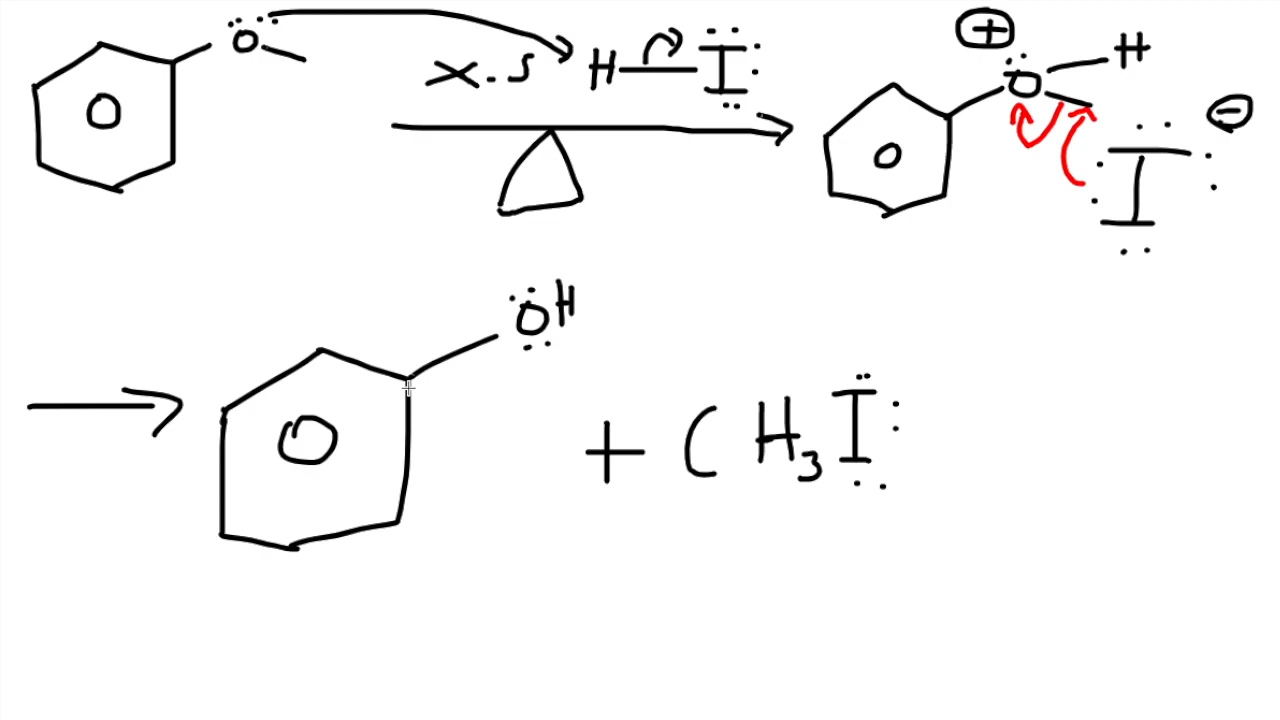 O X.S H—I ⊕ O H
I ⊖
OH
+ CH3I